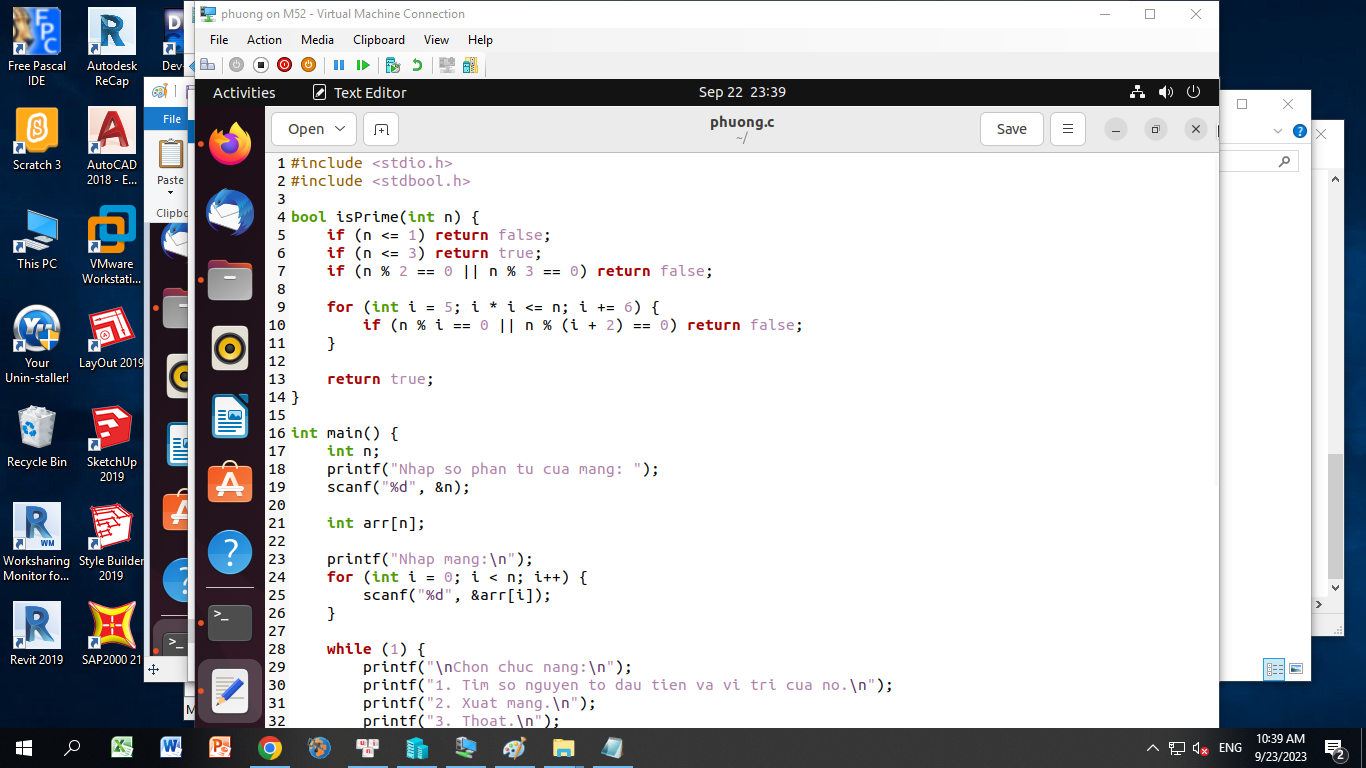 phuong on M52 - Virtual Machine Connection
File Action Media Clipboard View Help
Activities Text Editor Sep 22 23:39
Open
phuong.c
~/
Save
1 #include <stdio.h>
2 #include <stdbool.h>
3
4 bool isPrime(int n) {
5     if (n <= 1) return false;
6     if (n <= 3) return true;
7     if (n % 2 == 0 || n % 3 == 0) return false;
8
9     for (int i = 5; i * i <= n; i += 6) {
10         if (n % i == 0 || n % (i + 2) == 0) return false;
11     }
12
13     return true;
14 }
15
16 int main() {
17     int n;
18     printf("Nhap so phan tu cua mang: ");
19     scanf("%d", &n);
20
21     int arr[n];
22
23     printf("Nhap mang:\n");
24     for (int i = 0; i < n; i++) {
25         scanf("%d", &arr[i]);
26     }
27
28     while (1) {
29         printf("\nChon chuc nang:\n");
30         printf("1. Tim so nguyen to dau tien va vi tri cua no.\n");
31         printf("2. Xuat mang.\n");
32         printf("3. Thoat.\n");
Free Pascal
IDE
Autodesk
ReCap
Dev-
Scratch 3
AutoCAD
2018 - E...
This PC
VMware
Workstati...
Your
Unin-staller!
LayOut 2019
Recycle Bin
SketchUp
2019
Worksharing
Monitor fo...
Style Builder
2019
Revit 2019
SAP2000 21
File
Paste
Clipbo
M
ENG
10:39 AM
9/23/2023
2